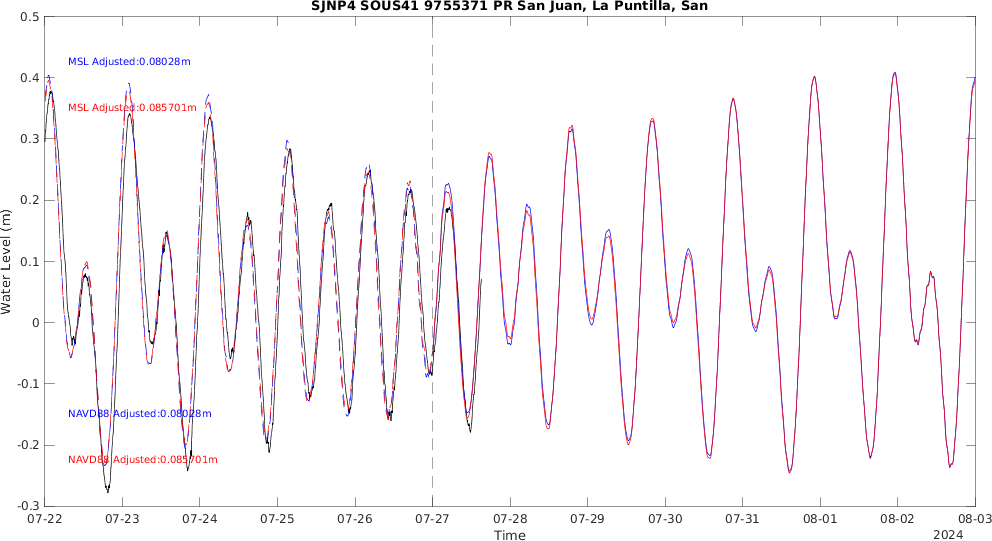 SJNP4 SOUS41 9755371 PR San Juan, La Puntilla, San
0.5
0.4
0.3
0.2
0.1
0
-0.1
-0.2
-0.3
Water Level (m)
MSL Adjusted:0.08028m
MSL Adjusted:0.085701m
NAVD88 Adjusted:0.08028m
NAVD88 Adjusted:0.085701m
07-22 07-23 07-24 07-25 07-26 07-27 07-28 07-29 07-30 07-31 08-01 08-02 08-03
Time
2024